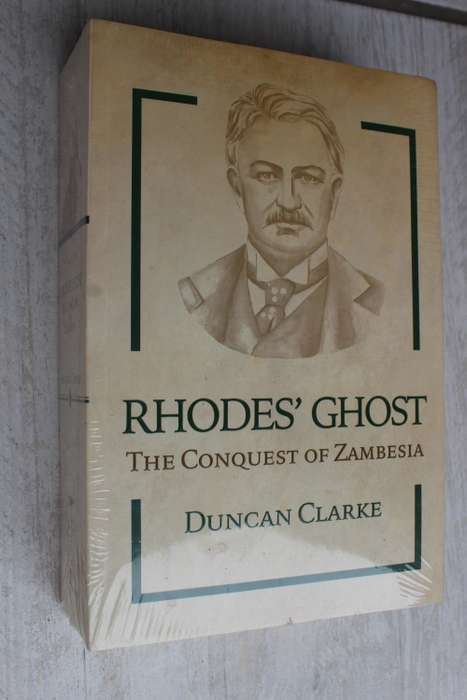 RHODES' GHOST
THE CONQUEST OF ZAMBESIA
DUNCAN CLARKE